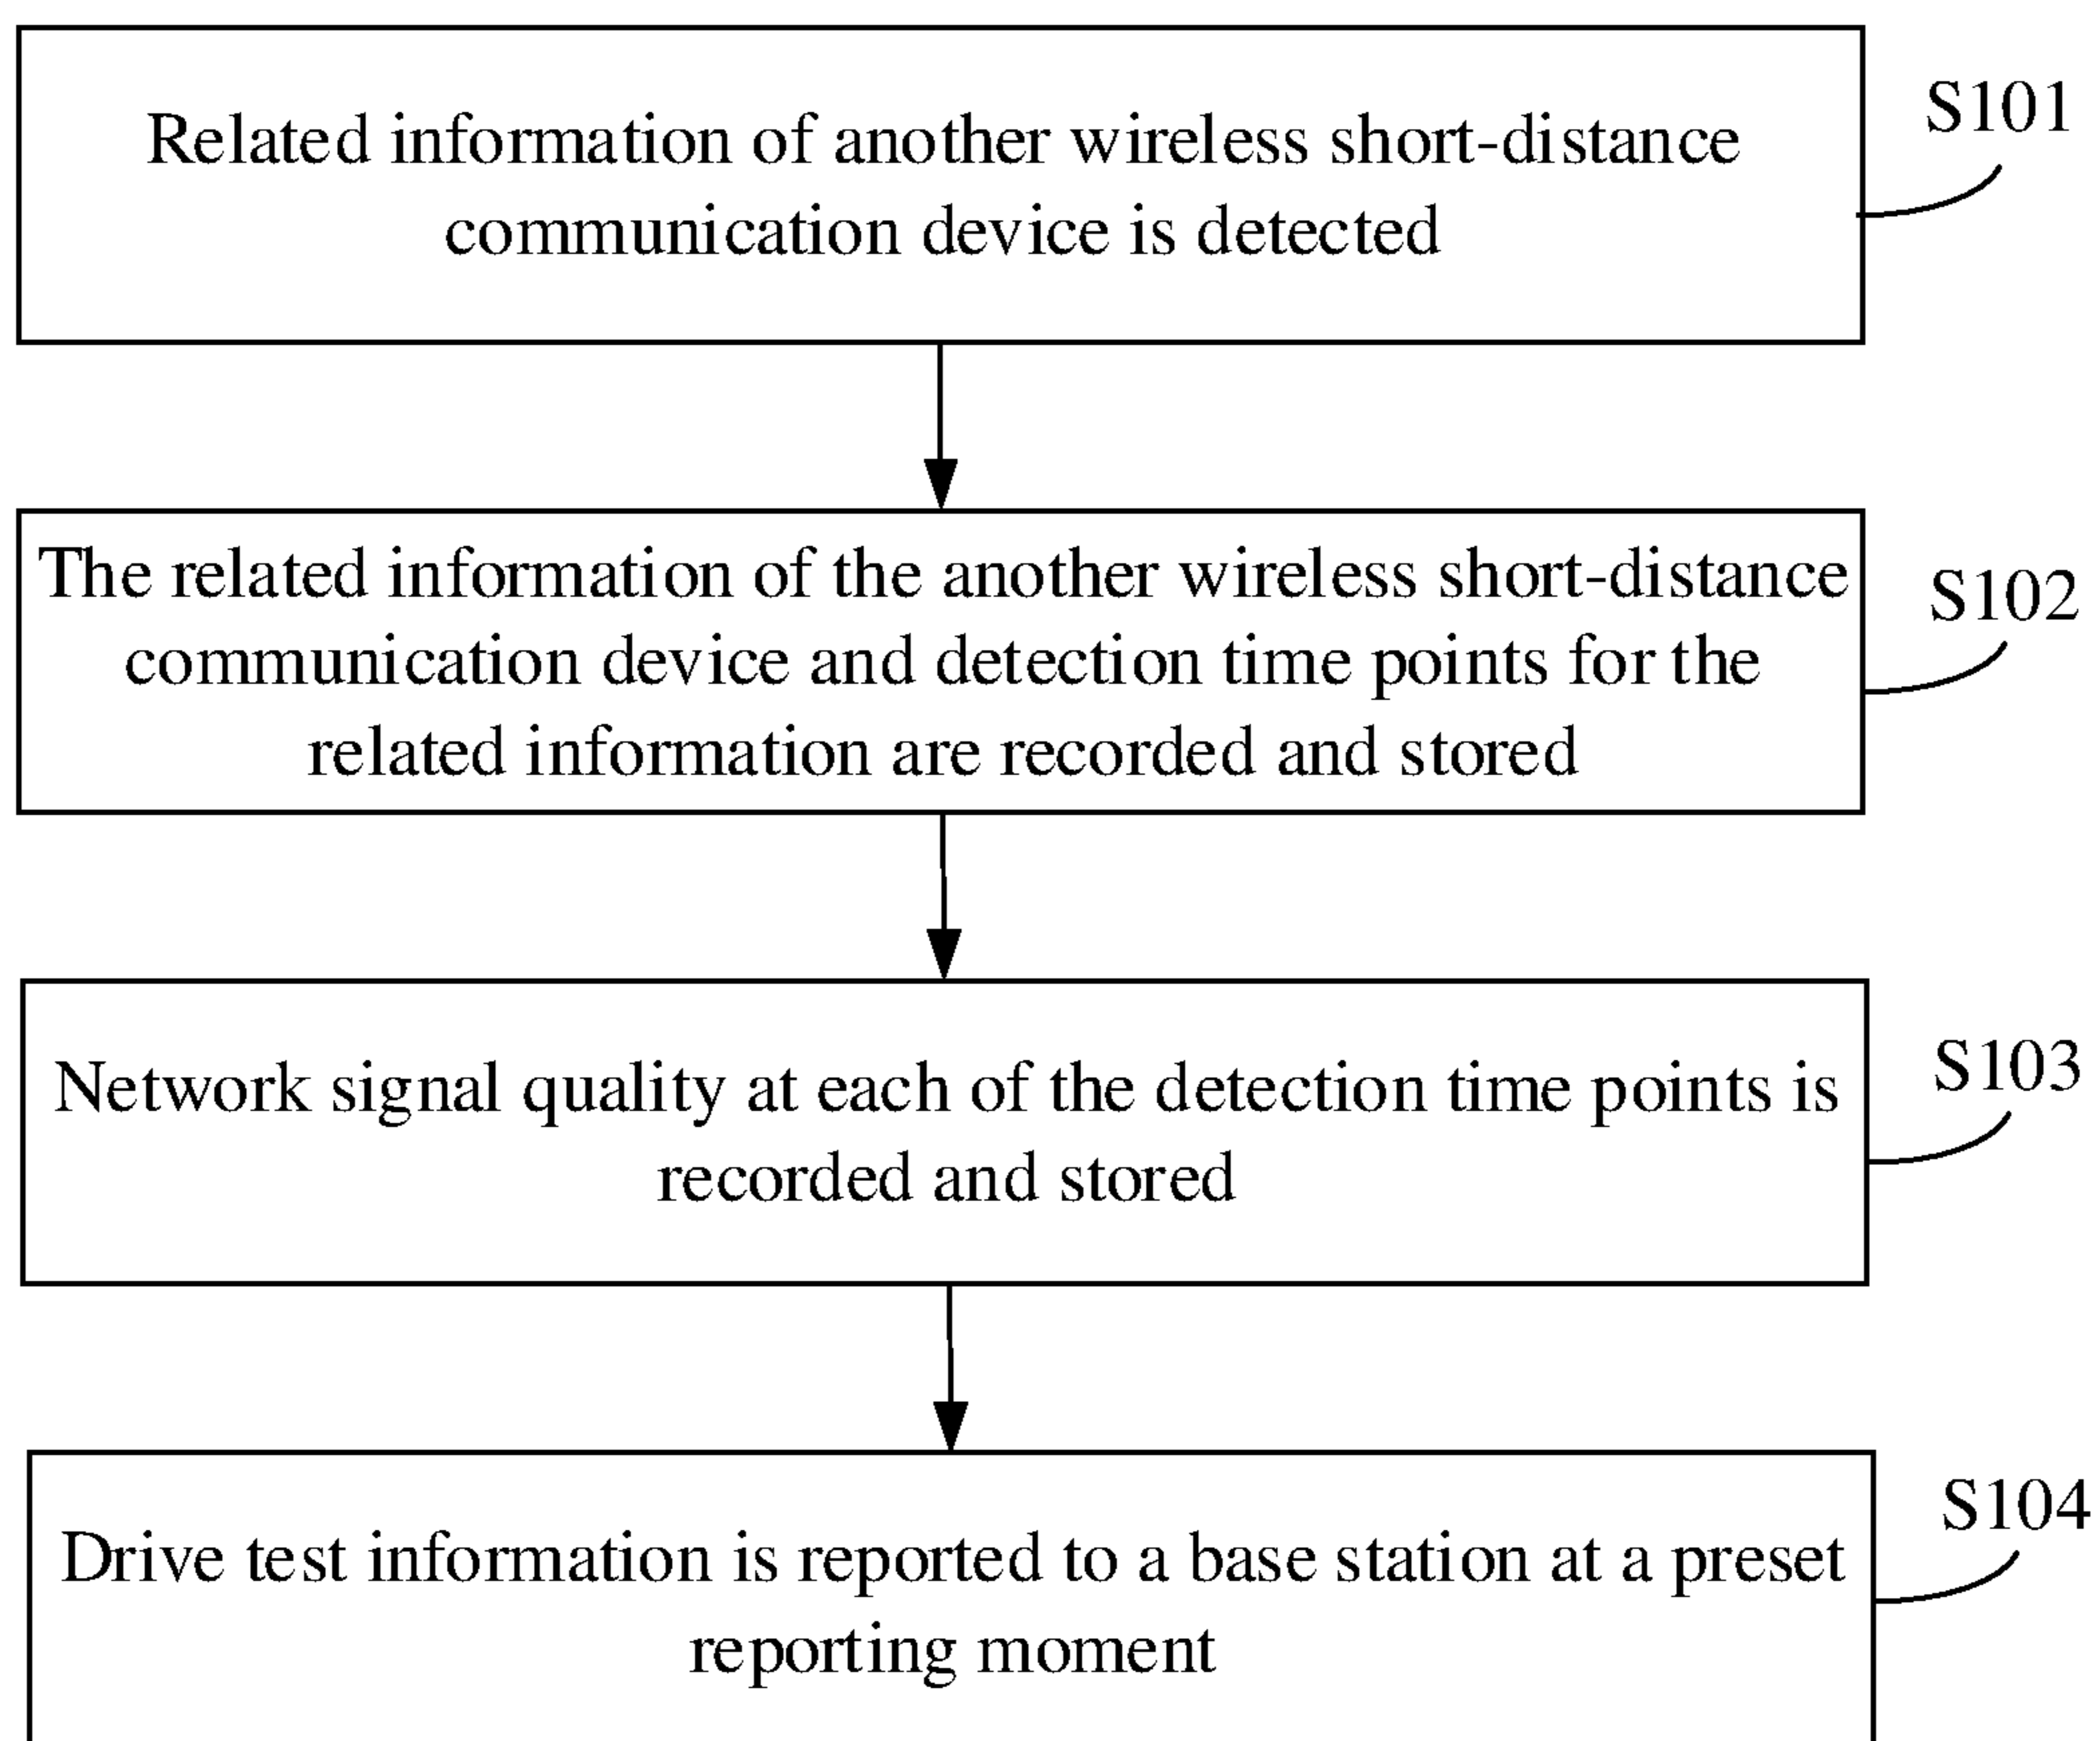 Related information of another wireless short-distance
communication device is detected
S101
The related information of the another wireless short-distance
communication device and detection time points for the
related information are recorded and stored
S102
Network signal quality at each of the detection time points is
recorded and stored
S103
Drive test information is reported to a base station at a preset
reporting moment
S104